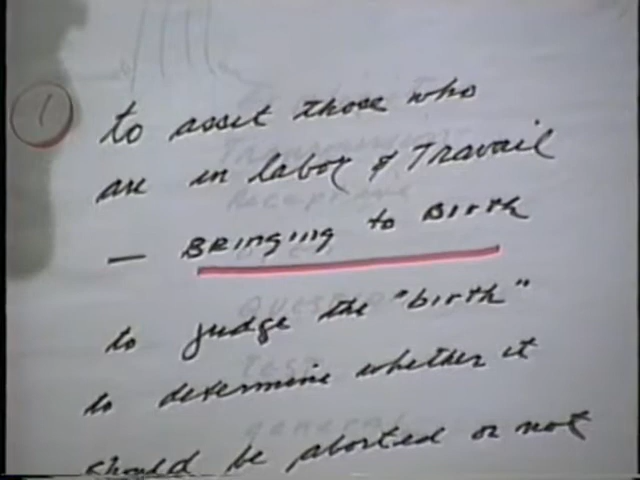 1
to asset those who
are in labor & Travail
— BRinging to Birth
to judge the "birth"
to determine whether it
should be aborted or not